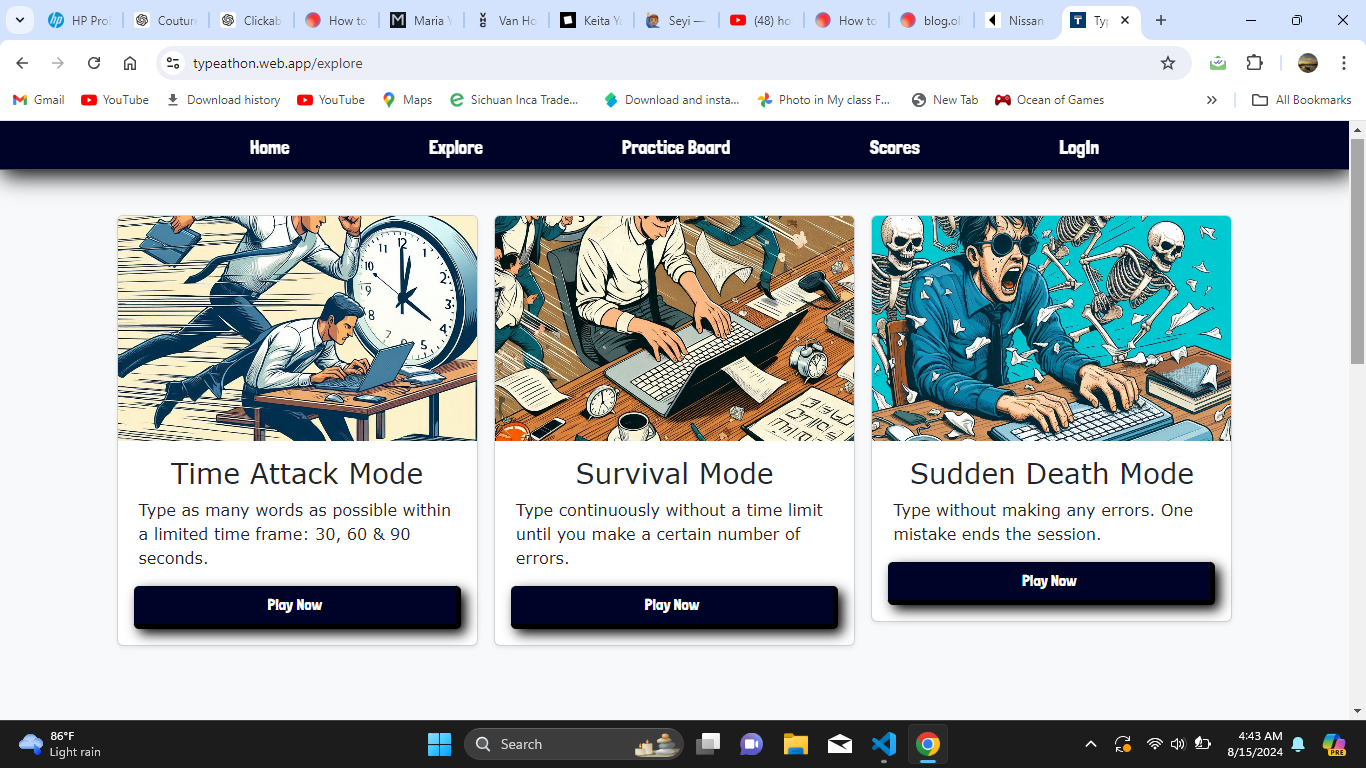 HP Pro
Couture
Clickab
How to
Maria Y
Van Ho
Keita Ya
Seyi —
(48) ho
How to
blog.ol
Nissan
Typ
typeathon.web.app/explore
Gmail
YouTube
Download history
YouTube
Maps
Sichuan Inca Trade...
Download and insta...
Photo in My class F...
New Tab
Ocean of Games
All Bookmarks
Home
Explore
Practice Board
Scores
LogIn
Time Attack Mode
Type as many words as possible within
a limited time frame: 30, 60 & 90
seconds.
Play Now
Survival Mode
Type continuously without a time limit
until you make a certain number of
errors.
Play Now
Sudden Death Mode
Type without making any errors. One
mistake ends the session.
Play Now
86°F
Light rain
Search
4:43 AM
8/15/2024
PRE